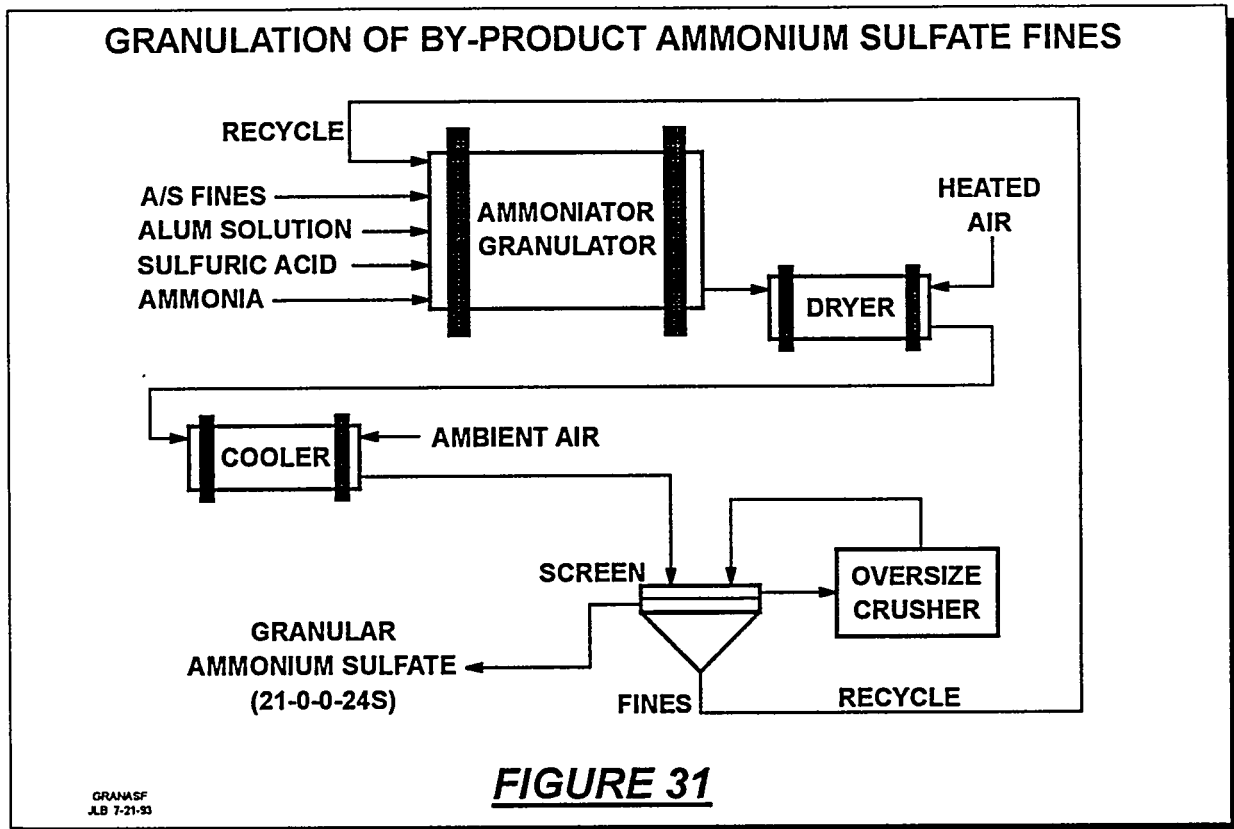 GRANULATION OF BY-PRODUCT AMMONIUM SULFATE FINES
RECYCLE
A/S FINES
ALUM SOLUTION
SULFURIC ACID
AMMONIA
AMMONIATOR
GRANULATOR
HEATED
AIR
DRYER
COOLER
AMBIENT AIR
SCREEN
OVERSIZE
CRUSHER
GRANULAR
AMMONIUM SULFATE
(21-0-0-24S)
FINES
RECYCLE
FIGURE 31
GRANASF
JLB 7-21-93